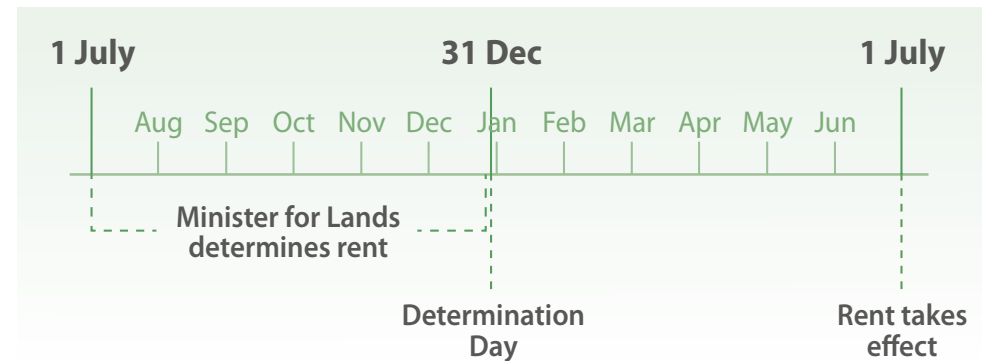 1 July 31 Dec 1 July
Aug Sep Oct Nov Dec Jan Feb Mar Apr May Jun
Minister for Lands
determines rent
Determination
Day
Rent takes
effect